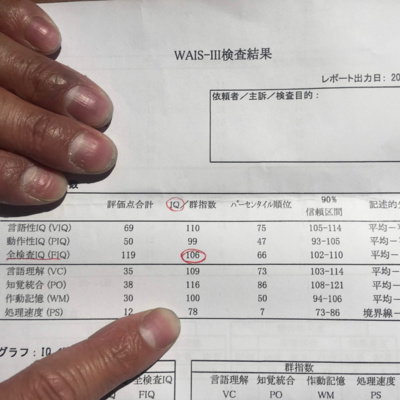 WAIS-III検査結果
レポート出力日：20
依頼者／主訴／検査目的：
数
評価点合計 IQ／群指数 パーセンタイル順位 90%信頼区間 記述的
言語性IQ (VIQ) 69 110 75 105-114 平均－
動作性IQ (PIQ) 50 99 47 93-105 平均－
全検査IQ (FIQ) 119 106 66 102-110 平均－
言語理解 (VC) 35 109 73 103-114 平均－
知覚統合 (PO) 38 116 86 108-121 平均－
作動記憶 (WM) 30 100 50 94-106 平均－
処理速度 (PS) 12 78 7 73-86 境界線－
グラフ：IQ
全検査IQ 群指数
言語理解 知覚統合 作動記憶 処理速度
FIQ VC PO WM PS